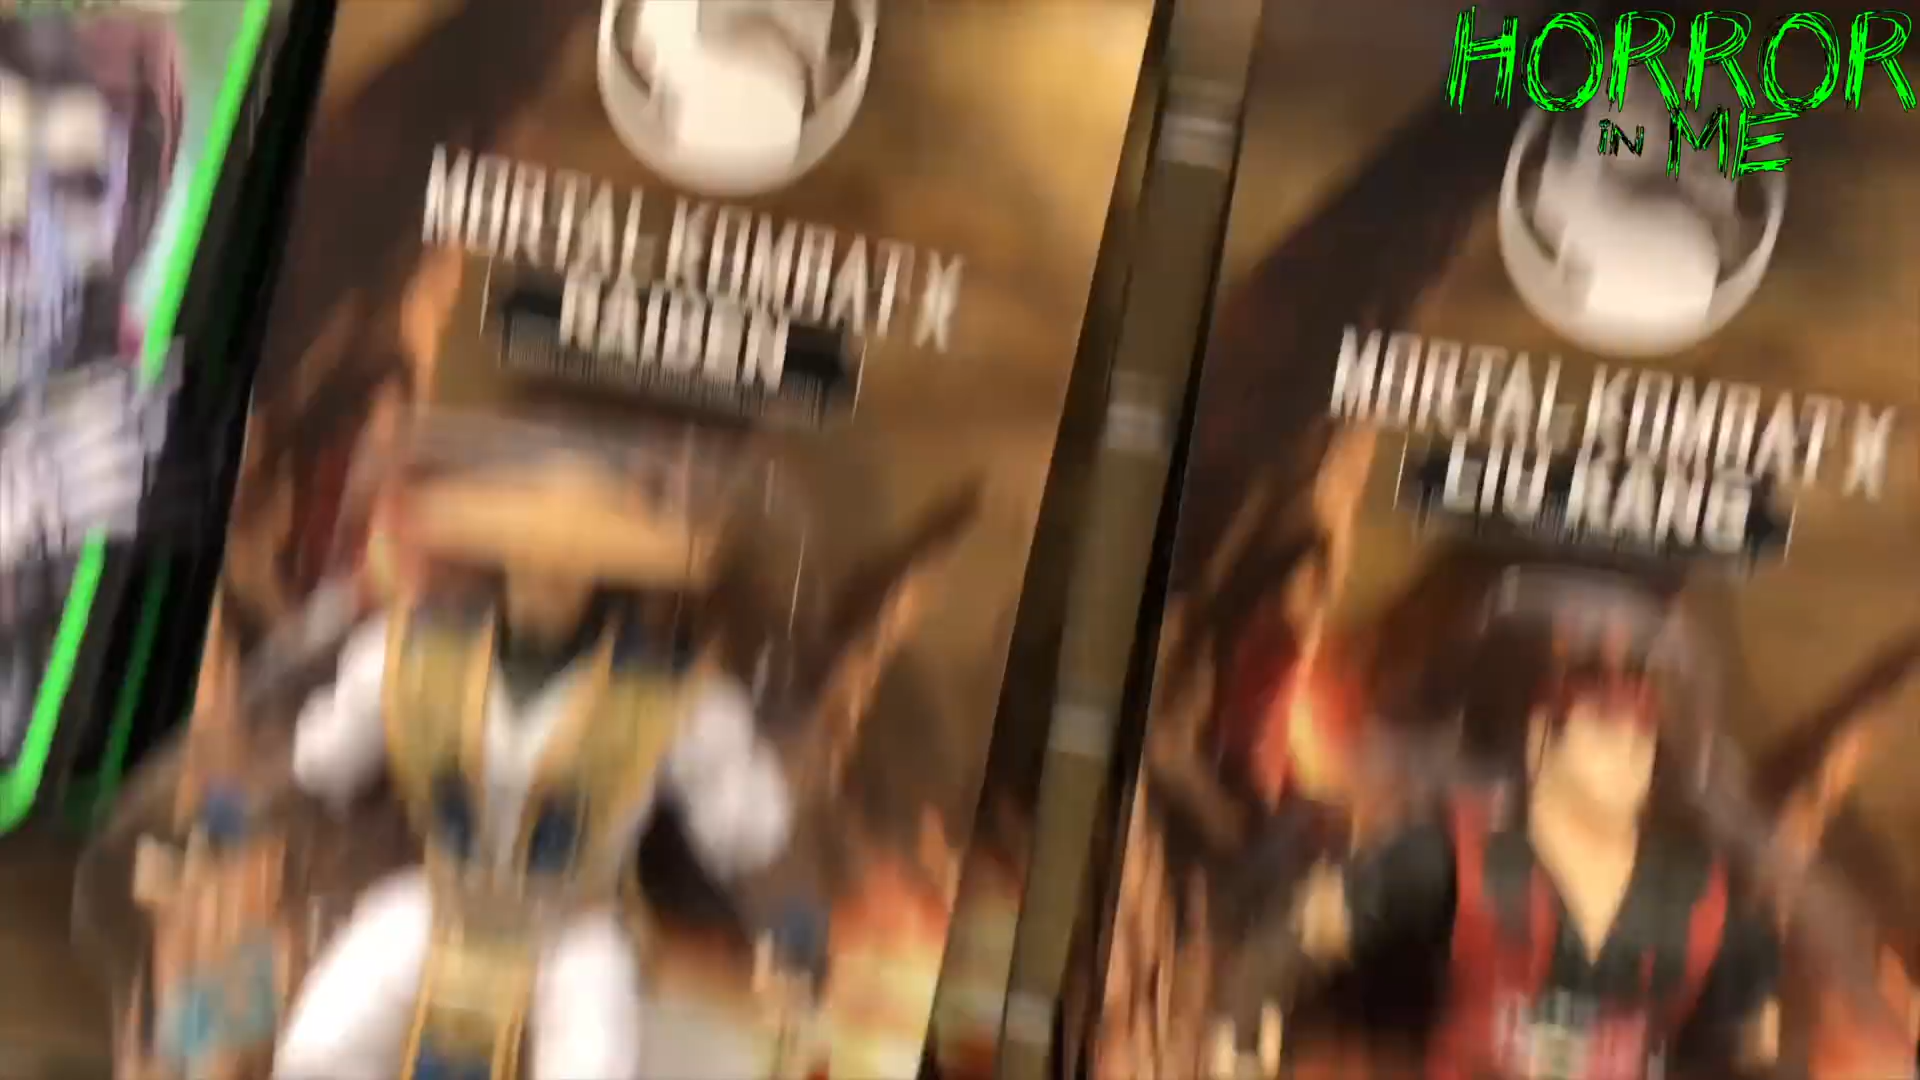 HORROR
IN ME
MORTAL KOMBAT X
RAIDEN
MORTAL KOMBAT X
LIU KANG